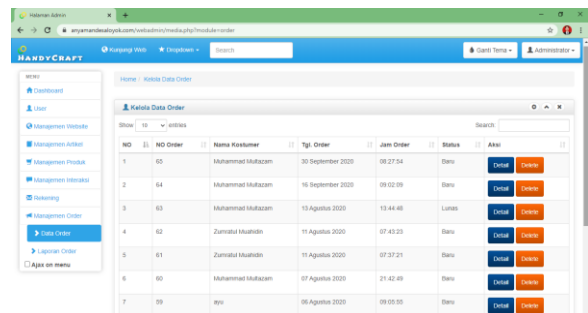 Halaman Admin
anyamandesaloyok.com/webadmin/media.php?module=order
HANDYCRAFT
Kunjungi Web
Dropdown
Search
Ganti Tema
Administrator
MENU
Dashboard
User
Manajemen Website
Manajemen Artikel
Manajemen Produk
Manajemen Interaksi
Rekening
Manajemen Order
Data Order
Laporan Order
Ajax on menu
Home / Kelola Data Order
Kelola Data Order
Show 10 entries
Search:
NO NO Order Nama Kostumer Tgl. Order Jam Order Status Aksi
1 65 Muhammad Multazam 30 September 2020 08:27:54 Baru Detail Delete
2 64 Muhammad Multazam 16 September 2020 09:02:09 Baru Detail Delete
3 63 Muhammad Multazam 13 Agustus 2020 13:44:46 Lunas Detail Delete
4 62 Zumratul Muahidin 11 Agustus 2020 07:43:23 Baru Detail Delete
5 61 Zumratul Muahidin 11 Agustus 2020 07:37:21 Baru Detail Delete
6 60 Muhammad Multazam 07 Agustus 2020 21:42:49 Baru Detail Delete
7 59 ayu 06 Agustus 2020 09:05:55 Baru Detail Delete